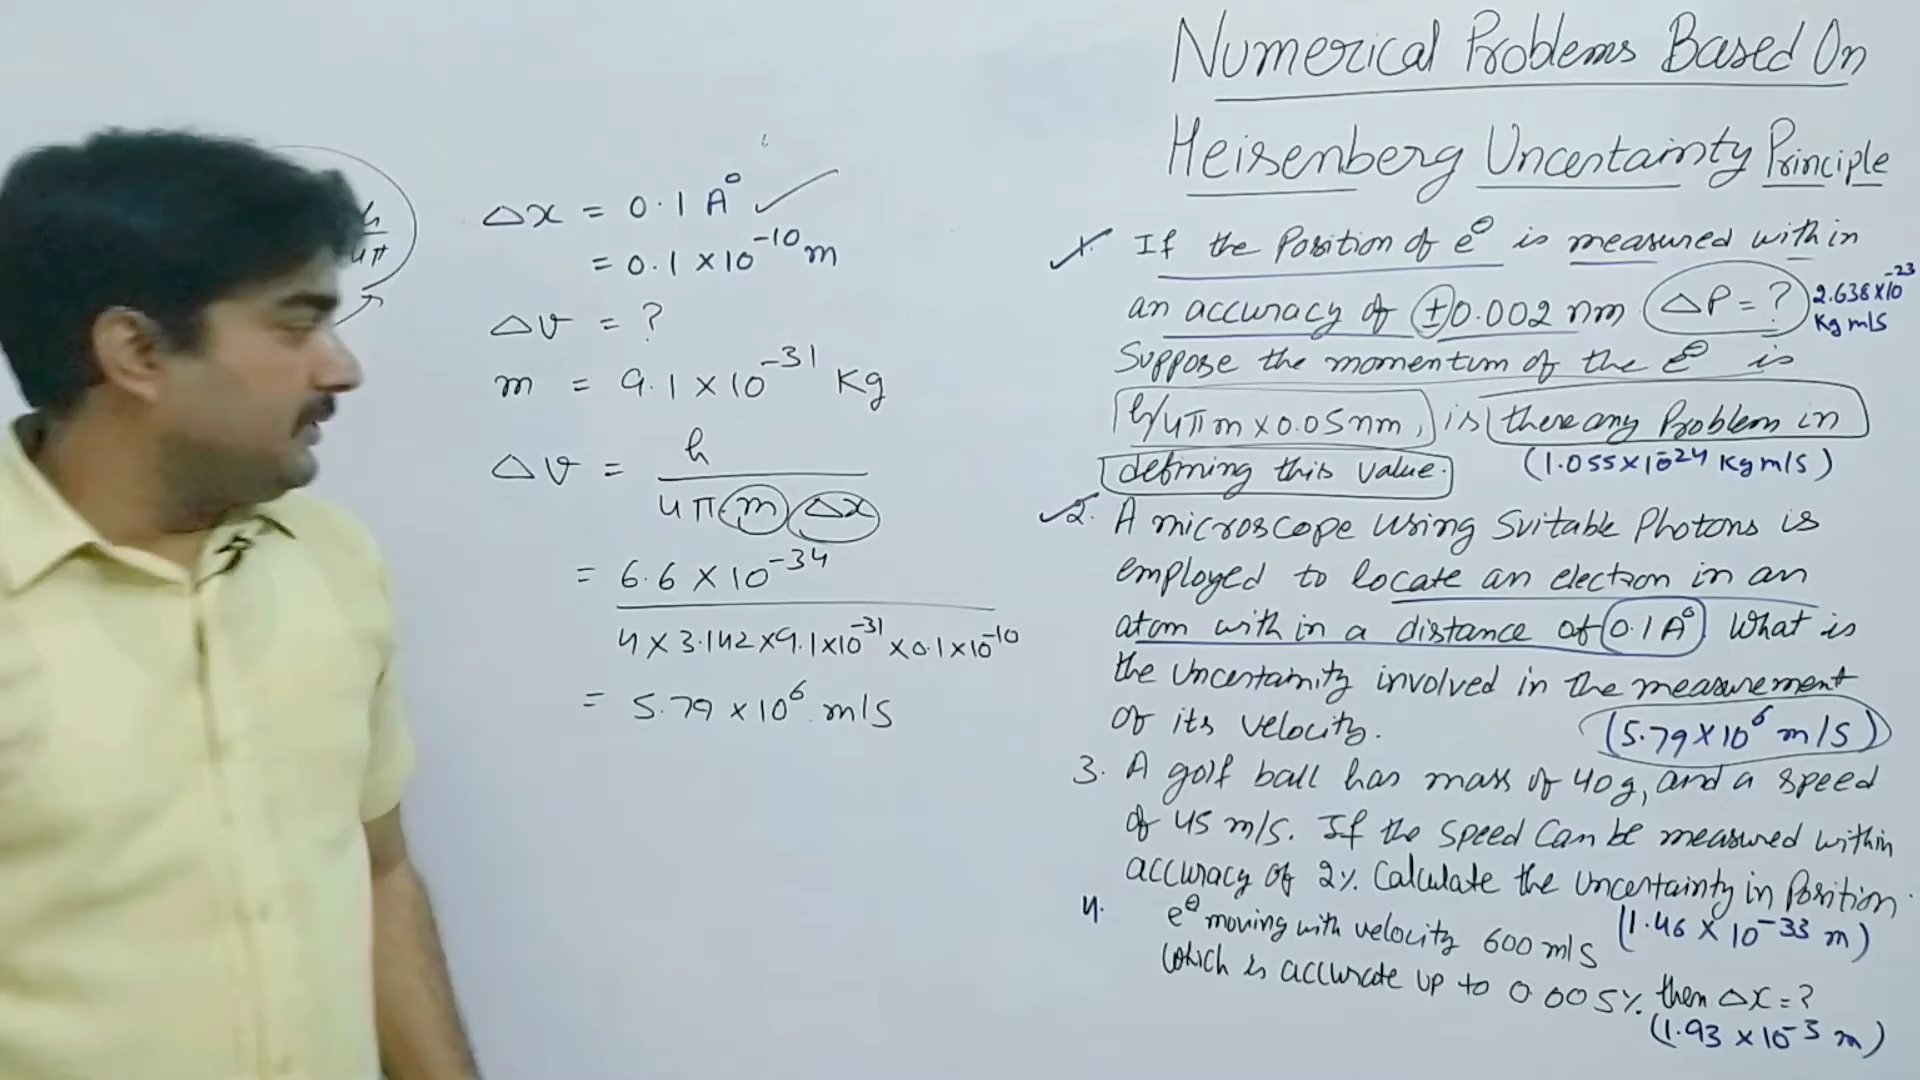 Numerical Problems Based On
Heisenberg Uncertainty Principle
h
4π
Δx = 0.1 A°
= 0.1 × 10⁻¹⁰ m
Δv = ?
m = 9.1 × 10⁻³¹ Kg
Δv = h
4π m Δx
= 6.6 × 10⁻³⁴
4 × 3.142 × 9.1 × 10⁻³¹ × 0.1 × 10⁻¹⁰
= 5.79 × 10⁶ m/s
1. If the Position of e⊖ is measured with in
an accuracy of ±0.002 nm ΔP = ? 2.638×10⁻²³
Kg m/s
Suppose the momentum of the e⊖ is
h/4πm × 0.05nm, is there any Problem in
defining this value. (1.055×10⁻²⁴ Kg m/s)
2. A microscope using Suitable Photons is
employed to locate an electron in an
atom with in a distance of 0.1 A°. What is
the uncertainity involved in the measurement
of its velocity. (5.79 × 10⁶ m/s)
3. A golf ball has mass of 40g, and a speed
of 45 m/s. If the speed Can be measured within
accuracy of 2%. Calculate the uncertainty in Position.
(1.46 × 10⁻³³ m)
4. e⊖ moving with velocity 600 m/s
which is accurate up to 0.005%. then Δx = ?
(1.93 × 10⁻³ m)